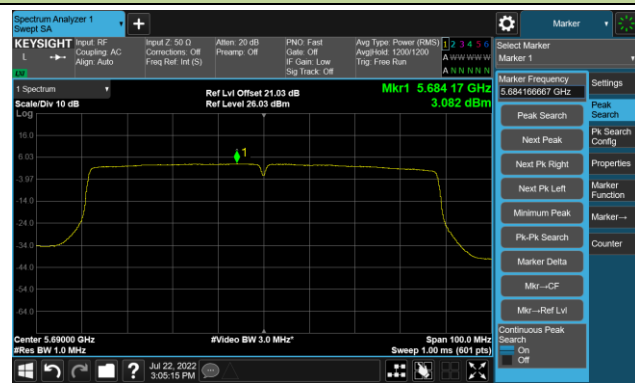 Spectrum Analyzer 1
Swept SA
Marker
KEYSIGHT
L
LU
Input: RF
Coupling: AC
Align: Auto
Input Z: 50 Ω
Corrections: Off
Freq Ref: Int (S)
Atten: 20 dB
Preamp: Off
PNO: Fast
Gate: Off
IF Gain: Low
Sig Track: Off
Avg Type: Power (RMS)
Avg|Hold: 1200/1200
Trig: Free Run
1 2 3 4 5 6
A W W W W W
A N N N N N
Select Marker
Marker 1
1 Spectrum
Scale/Div 10 dB
Log
Ref Lvl Offset 21.03 dB
Ref Level 26.03 dBm
Mkr1 5.684 17 GHz
3.082 dBm
16.0
6.03
-3.97
-14.0
-24.0
-34.0
-44.0
-54.0
-64.0
1
Center 5.69000 GHz
#Res BW 1.0 MHz
#Video BW 3.0 MHz*
Span 100.0 MHz
Sweep 1.00 ms (601 pts)
Marker Frequency
5.684166667 GHz
Peak Search
Next Peak
Next Pk Right
Next Pk Left
Minimum Peak
Pk-Pk Search
Marker Delta
Mkr→CF
Mkr→Ref Lvl
Continuous Peak
Search
On
Off
Settings
Peak
Search
Pk Search
Config
Properties
Marker
Function
Marker→
Counter
Jul 22, 2022
3:05:15 PM